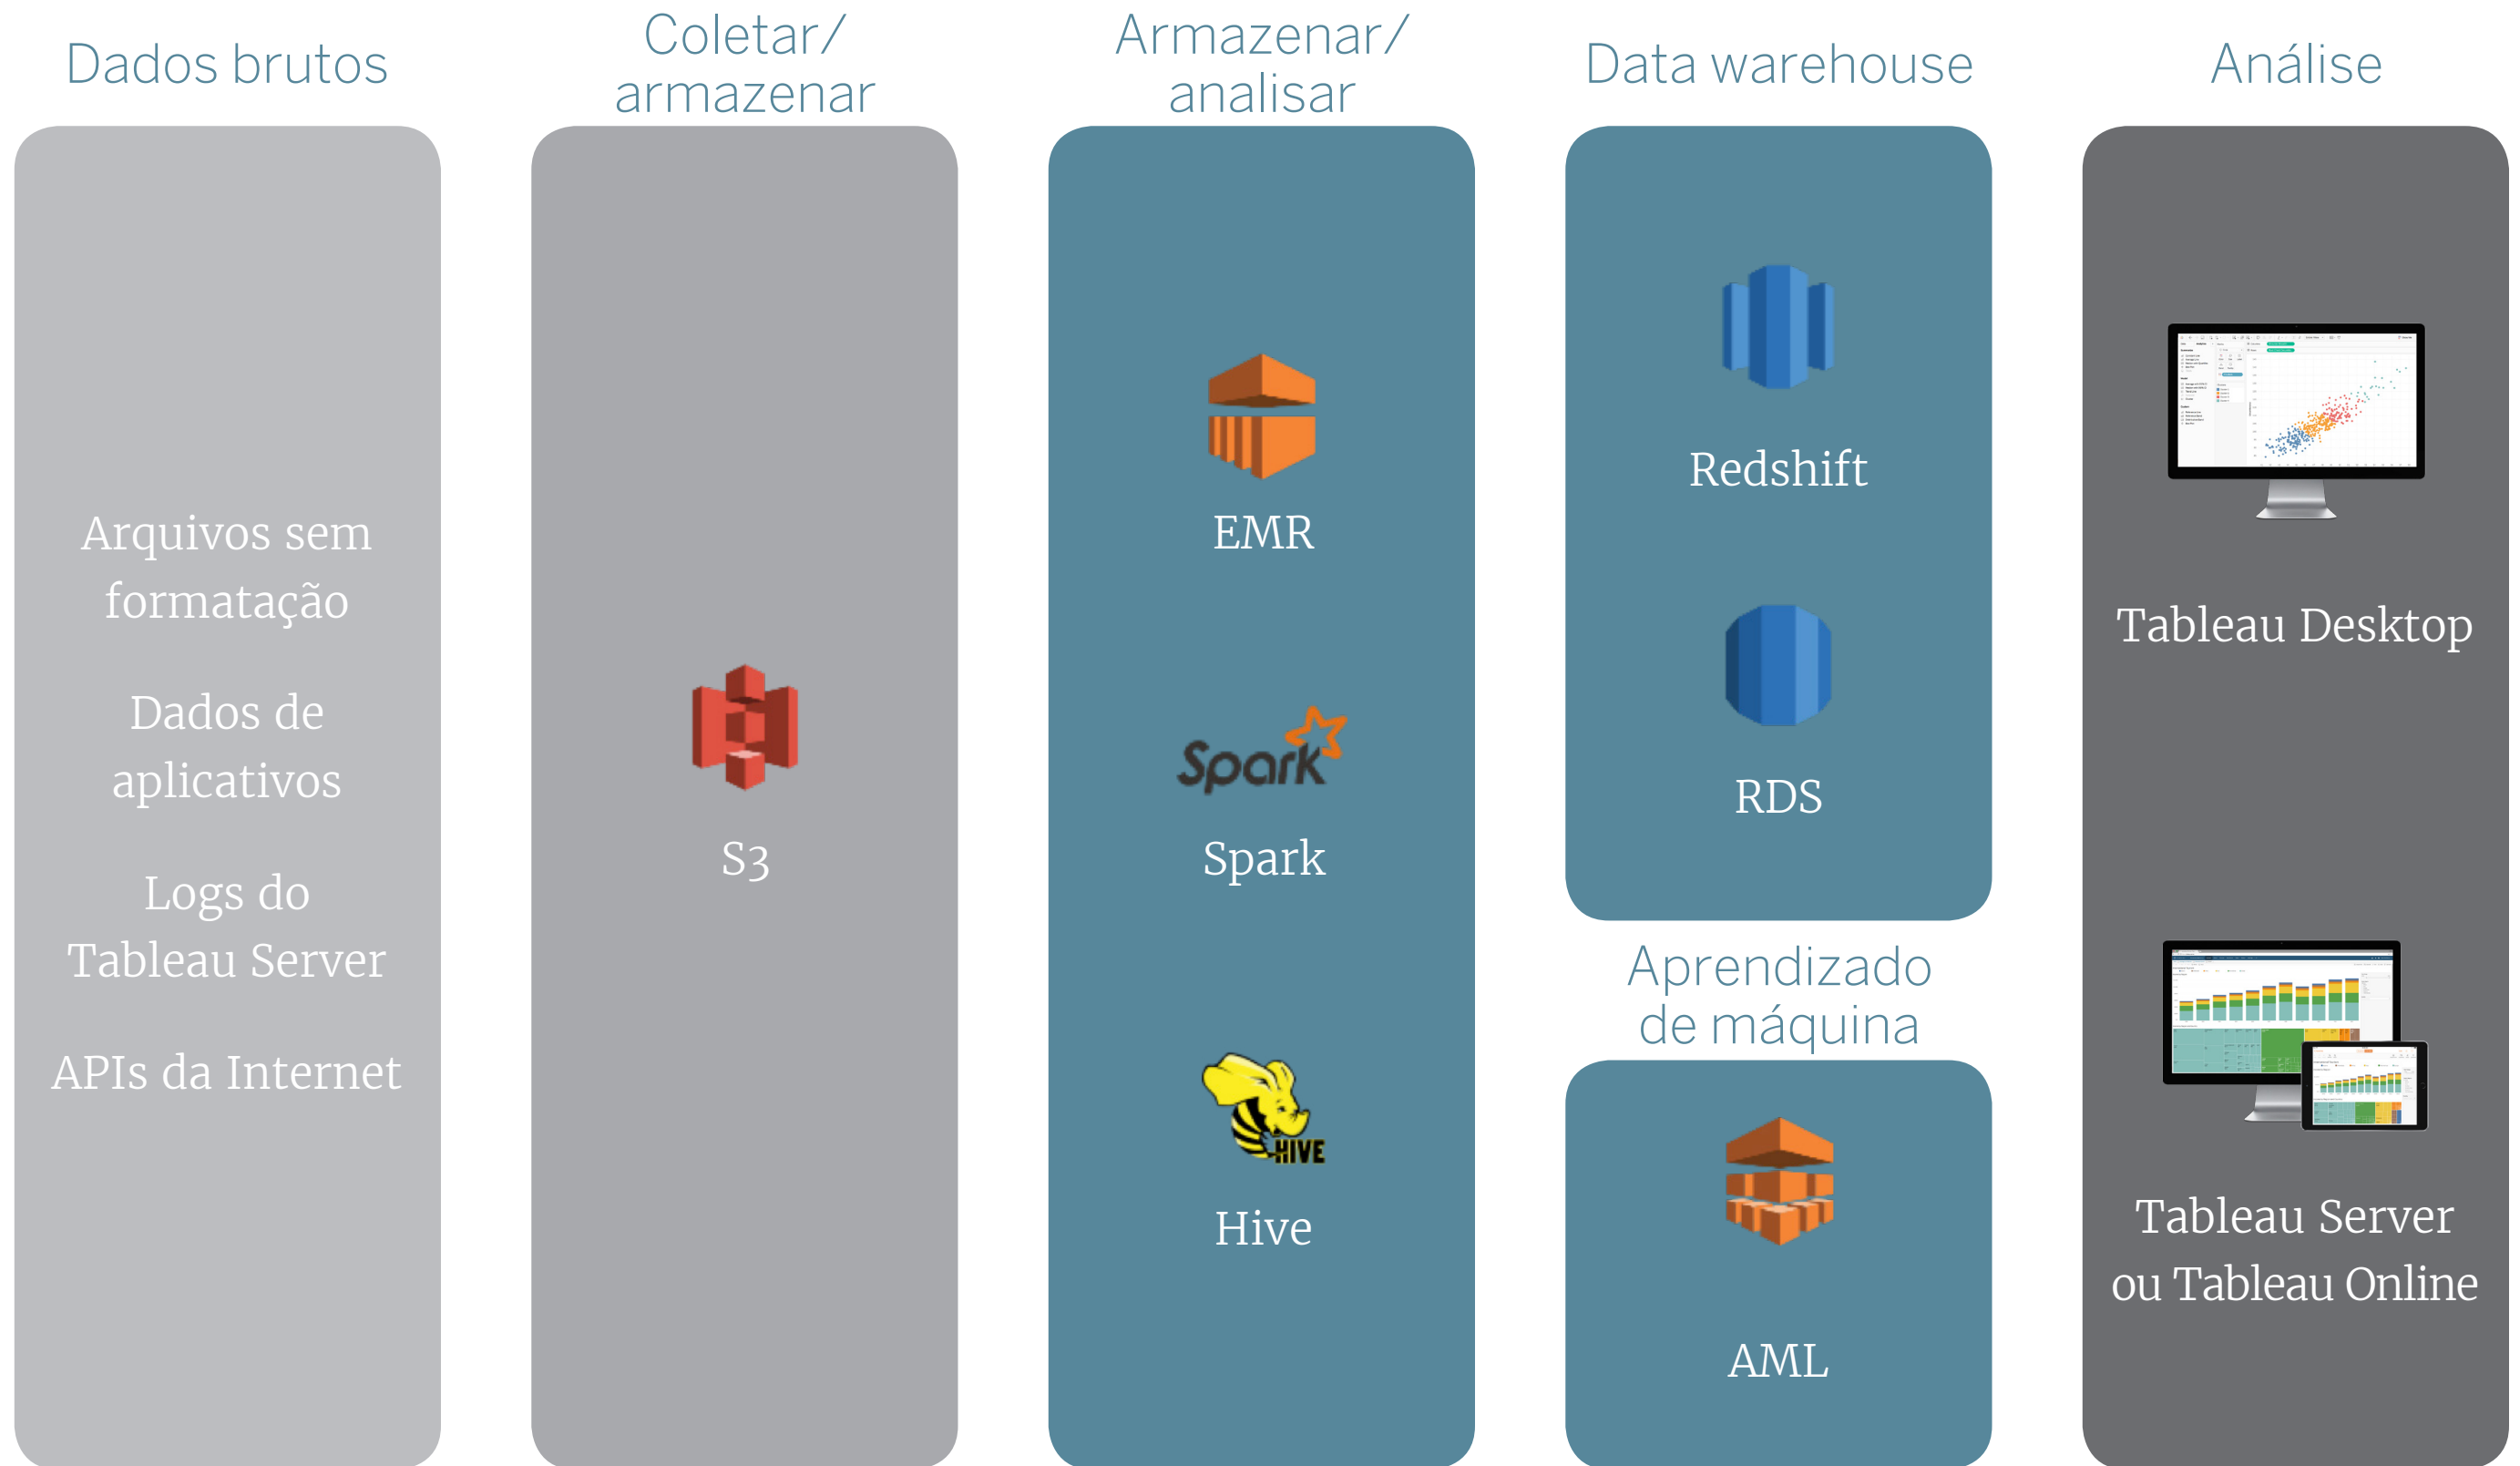 Dados brutos
Arquivos sem
formatação
Dados de
aplicativos
Logs do
Tableau Server
APIs da Internet
Coletar/
armazenar
S3
Armazenar/
analisar
EMR
Spark
Spark
HIVE
Hive
Data warehouse
Redshift
RDS
Aprendizado
de máquina
AML
Análise
Tableau Desktop
Tableau Server
ou Tableau Online